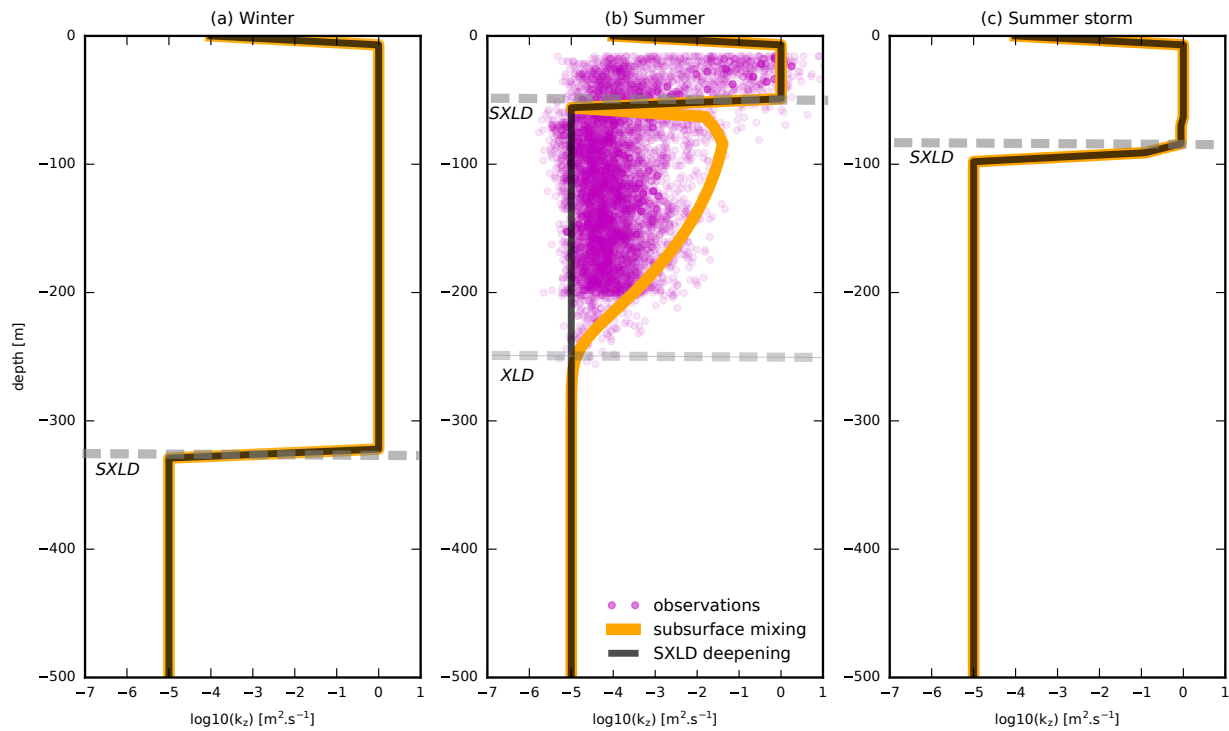 (a) Winter
(b) Summer
(c) Summer storm
0
−100
−200
−300
−400
−500
depth [m]
SXLD
−7 −6 −5 −4 −3 −2 −1 0 1
log10(k_z) [m².s⁻¹]
0
−100
−200
−300
−400
−500
SXLD
XLD
observations
subsurface mixing
SXLD deepening
−7 −6 −5 −4 −3 −2 −1 0 1
log10(k_z) [m².s⁻¹]
0
−100
−200
−300
−400
−500
SXLD
−7 −6 −5 −4 −3 −2 −1 0 1
log10(k_z) [m².s⁻¹]